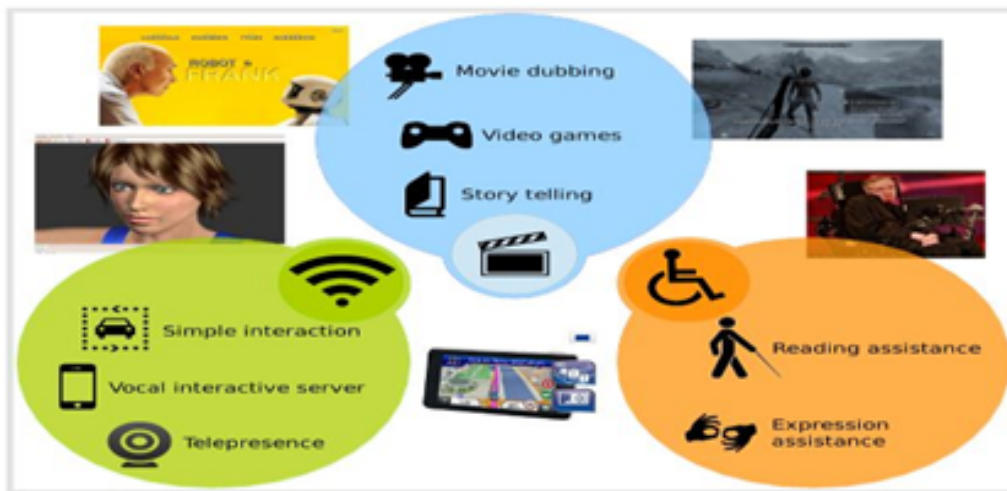 ROBOT &
FRANK
Movie dubbing
Video games
Story telling
Simple interaction
Vocal interactive server
Telepresence
Reading assistance
Expression
assistance